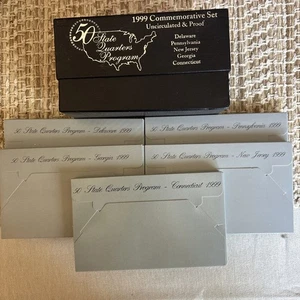 50 State
Quarters
Program
1999 Commemorative Set
Uncirculated & Proof
Delaware
Pennsylvania
New Jersey
Georgia
Connecticut
50 State Quarters Program - Delaware 1999
50 State Quarters Program - Pennsylvania 1999
50 State Quarters Program - Georgia 1999
50 State Quarters Program - New Jersey 1999
50 State Quarters Program - Connecticut 1999